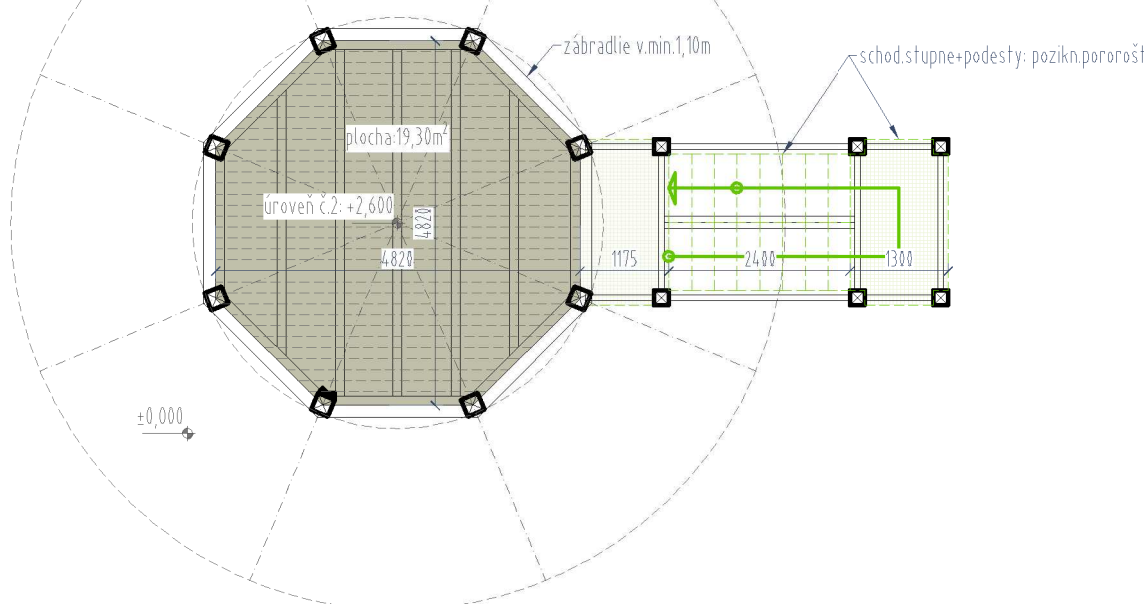 zábradlie v.min.1,10m
schod.stupne+podesty: pozikn.pororošt
plocha:19,30m²
úroveň č.2: +2,600
4820
4820
1175
2400
1300
±0,000